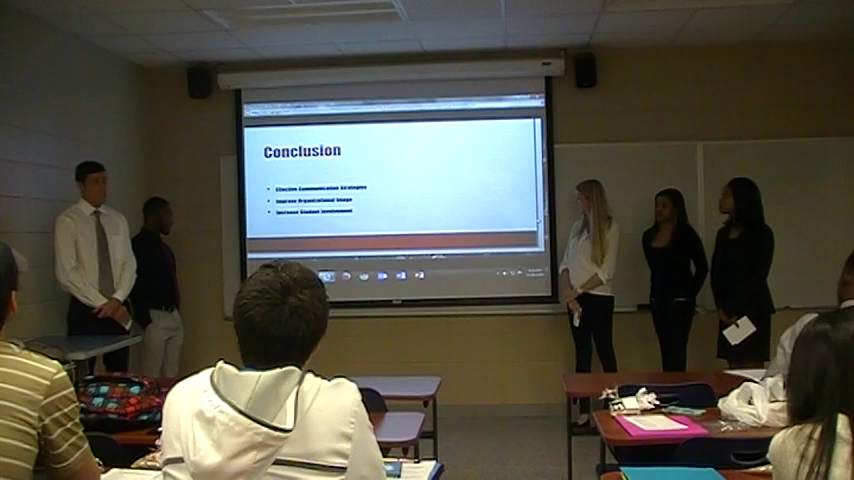 Conclusion
Effective Communication Strategies
Improve Organizational Image
Increase Student Involvement